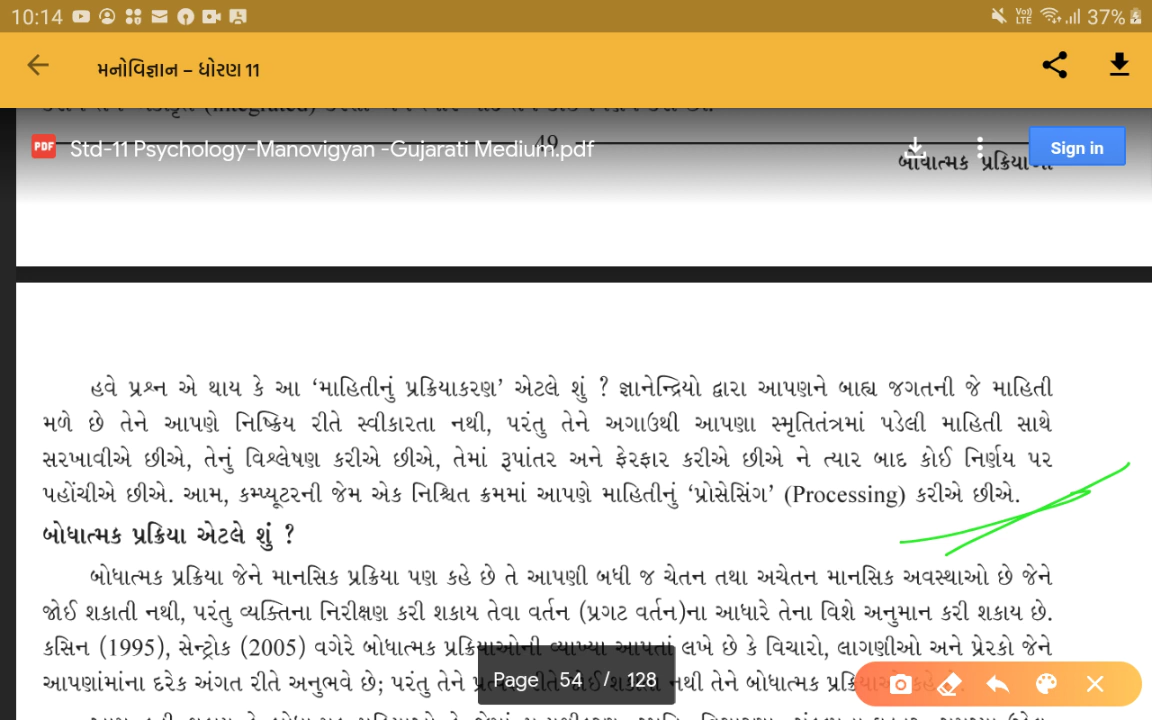 10:14
VoLTE 37%
મનોવિજ્ઞાન – ધોરણ 11
(Integrated)
49
PDF Std-11 Psychology-Manovigyan -Gujarati Medium.pdf
Sign in
બોધાત્મક પ્રક્રિયાઓ
હવે પ્રશ્ન એ થાય કે આ ‘માહિતીનું પ્રક્રિયાકરણ’ એટલે શું ? જ્ઞાનેન્દ્રિયો દ્વારા આપણને બાહ્ય જગતની જે માહિતી
મળે છે તેને આપણે નિષ્ક્રિય રીતે સ્વીકારતા નથી, પરંતુ તેને અગાઉથી આપણા સ્મૃતિતંત્રમાં પડેલી માહિતી સાથે
સરખાવીએ છીએ, તેનું વિશ્લેષણ કરીએ છીએ, તેમાં રૂપાંતર અને ફેરફાર કરીએ છીએ ને ત્યાર બાદ કોઈ નિર્ણય પર
પહોંચીએ છીએ. આમ, કમ્પ્યૂટરની જેમ એક નિશ્ચિત ક્રમમાં આપણે માહિતીનું ‘પ્રોસેસિંગ’ (Processing) કરીએ છીએ.
બોધાત્મક પ્રક્રિયા એટલે શું ?
બોધાત્મક પ્રક્રિયા જેને માનસિક પ્રક્રિયા પણ કહે છે તે આપણી બધી જ ચેતન તથા અચેતન માનસિક અવસ્થાઓ છે જેને
જોઈ શકાતી નથી, પરંતુ વ્યક્તિના નિરીક્ષણ કરી શકાય તેવા વર્તન (પ્રગટ વર્તન)ના આધારે તેના વિશે અનુમાન કરી શકાય છે.
કસિન (1995), સેન્ટ્રોક (2005) વગેરે બોધાત્મક પ્રક્રિયાઓની વ્યાખ્યા આપતાં લખે છે કે વિચારો, લાગણીઓ અને પ્રેરકો જેને
આપણાંમાંના દરેક અંગત રીતે અનુભવે છે; પરંતુ તેને નથી તેને બોધાત્મક
Page 54 / 128